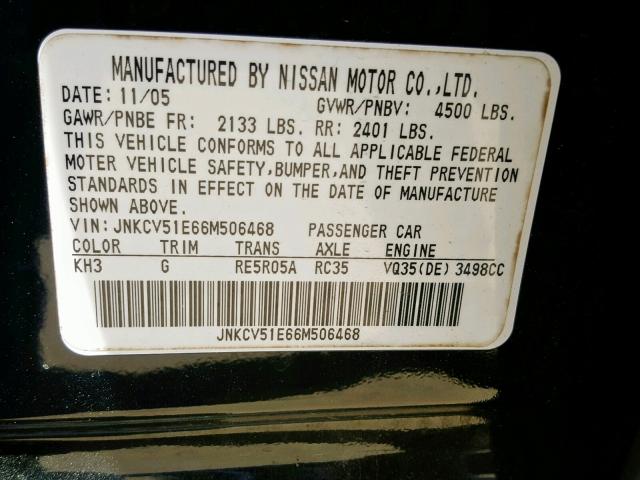 MANUFACTURED BY NISSAN MOTOR CO.,LTD.
DATE: 11/05 GVWR/PNBV: 4500 LBS.
GAWR/PNBE FR: 2133 LBS. RR: 2401 LBS.
THIS VEHICLE CONFORMS TO ALL APPLICABLE FEDERAL
MOTER VEHICLE SAFETY,BUMPER,AND THEFT PREVENTION
STANDARDS IN EFFECT ON THE DATE OF MANUFACTURE
SHOWN ABOVE.
VIN: JNKCV51E66M506468 PASSENGER CAR
COLOR TRIM TRANS AXLE ENGINE
KH3 G RE5R05A RC35 VQ35(DE) 3498CC
JNKCV51E66M506468